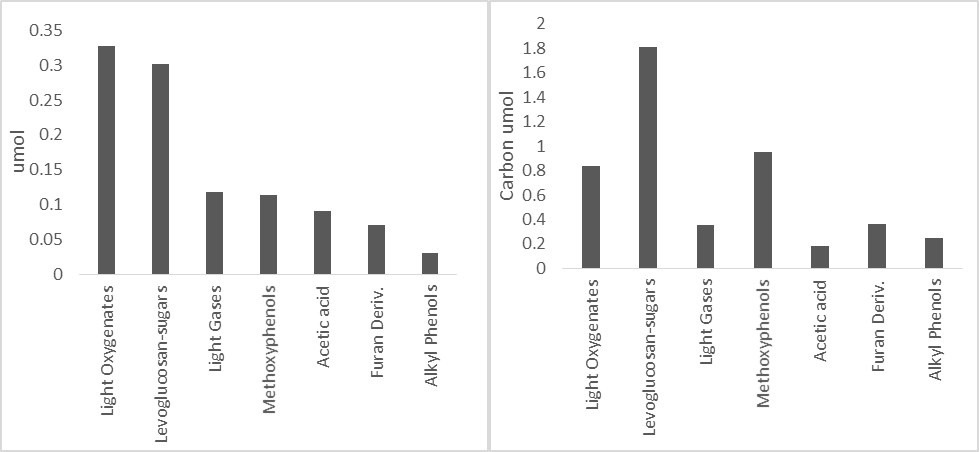 0.35
0.3
0.25
0.2
0.15
0.1
0.05
0
umol
Light Oxygenates
Levoglucosan-sugars
Light Gases
Methoxyphenols
Acetic acid
Furan Deriv.
Alkyl Phenols
2
1.8
1.6
1.4
1.2
1
0.8
0.6
0.4
0.2
0
Carbon umol
Light Oxygenates
Levoglucosan-sugars
Light Gases
Methoxyphenols
Acetic acid
Furan Deriv.
Alkyl Phenols